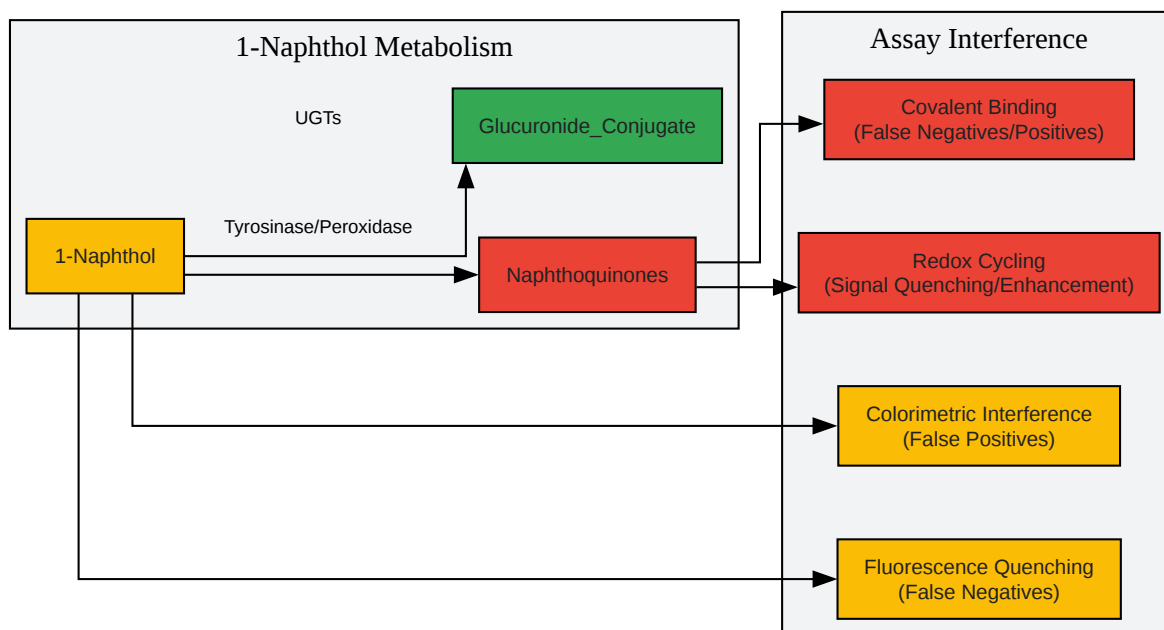 1-Naphthol Metabolism
UGTs
Glucuronide_Conjugate
Tyrosinase/Peroxidase
1-Naphthol
Naphthoquinones
Assay Interference
Covalent Binding
(False Negatives/Positives)
Redox Cycling
(Signal Quenching/Enhancement)
Colorimetric Interference
(False Positives)
Fluorescence Quenching
(False Negatives)